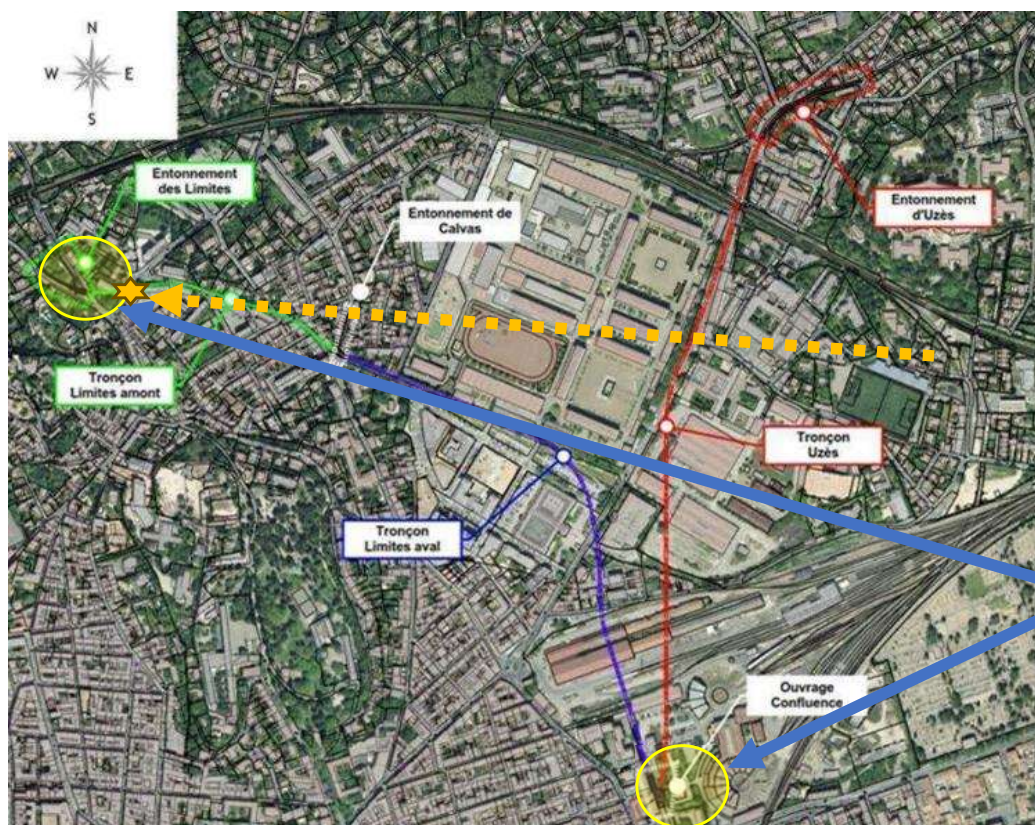 N
W E
S
Entonnement
des Limites
Entonnement de
Calvas
Entonnement
d'Uzès
Tronçon
Limites amont
Tronçon
Uzès
Tronçon
Limites aval
Ouvrage
Confluence